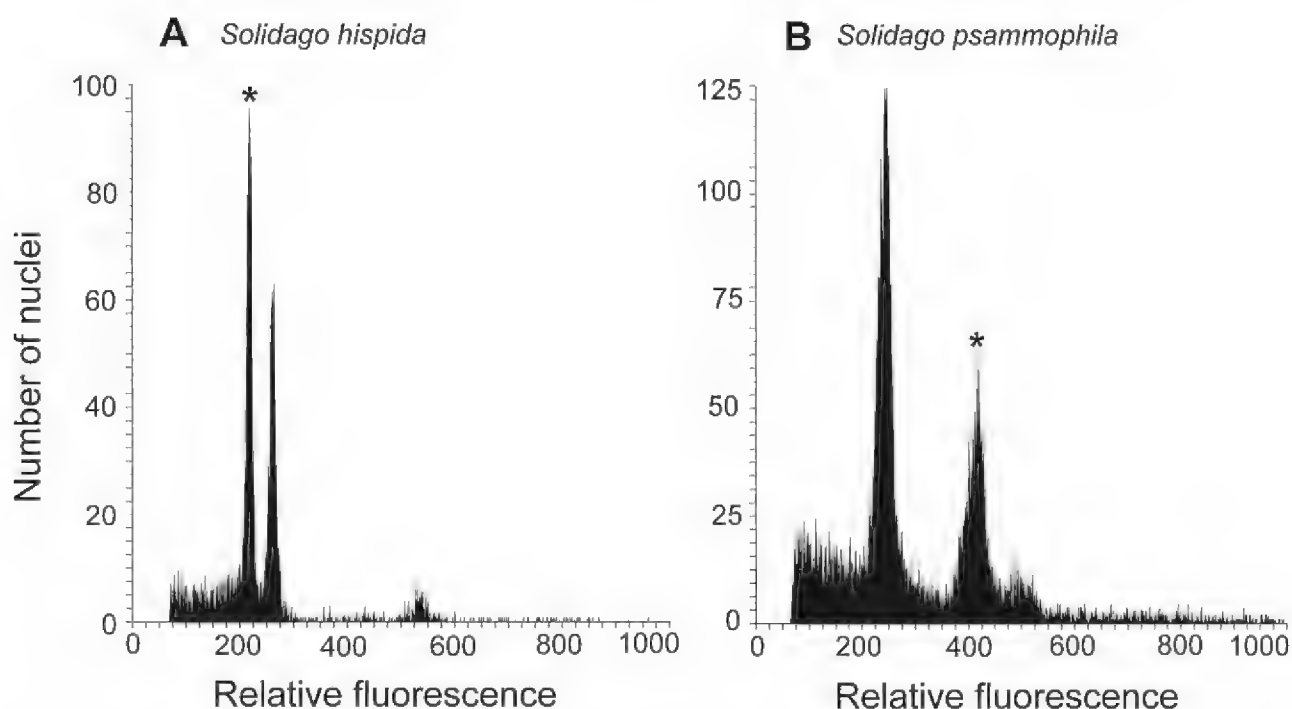 A Solidago hispida
Number of nuclei
100
80
60
40
20
0
*
0 200 400 600 800 1000
Relative fluorescence
B Solidago psammophila
125
100
75
50
25
0
*
0 200 400 600 800 1000
Relative fluorescence